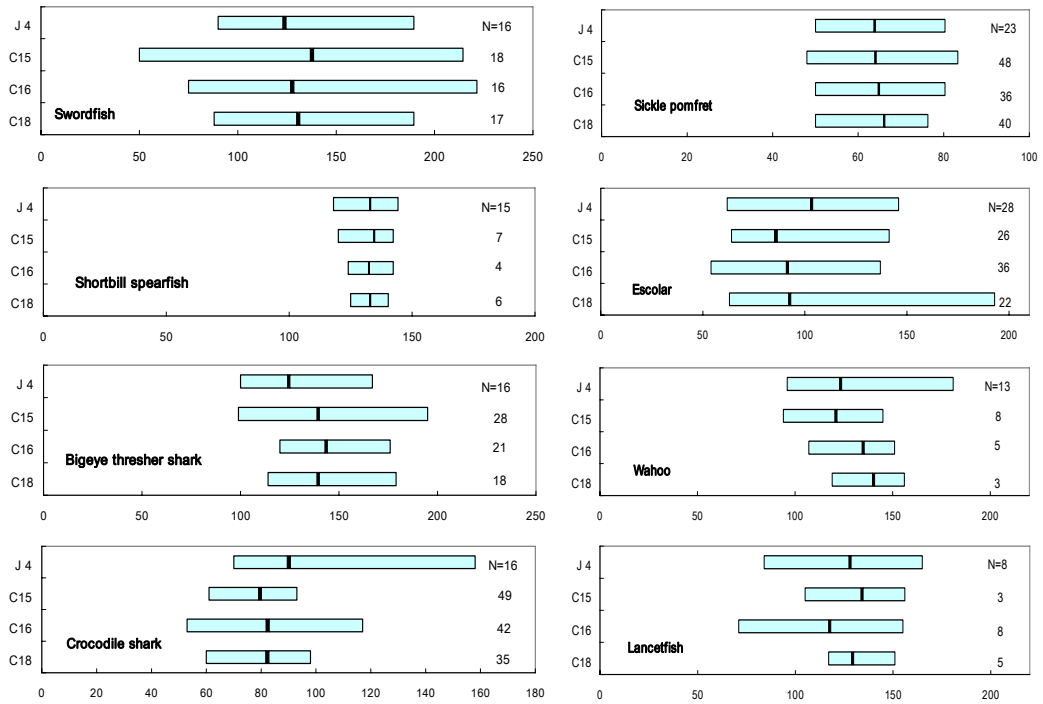 J 4 N=16
C15 18
C16 16
Swordfish
C18 17
0 50 100 150 200 250
J 4 N=23
C15 48
C16 36
Sickle pomfret
C18 40
0 20 40 60 80 100
J 4 N=15
C15 7
C16 4
Shortbill spearfish
C18 6
0 50 100 150 200
J 4 N=28
C15 26
C16 36
Escolar
C18 22
0 50 100 150 200
J 4 N=16
C15 28
C16 21
Bigeye thresher shark
C18 18
0 50 100 150 200 250
J 4 N=13
C15 8
C16 5
Wahoo
C18 3
0 50 100 150 200
J 4 N=16
C15 49
C16 42
Crocodile shark
C18 35
0 20 40 60 80 100 120 140 160 180
J 4 N=8
C15 3
C16 8
Lancetfish
C18 5
0 50 100 150 200